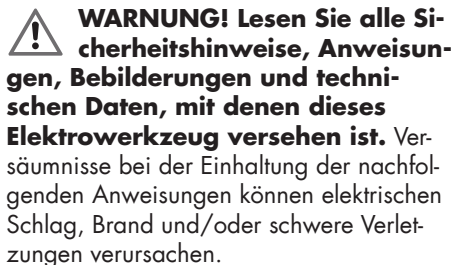 WARNUNG! Lesen Sie alle Si-
cherheitshinweise, Anweisun-
gen, Bebilderungen und techni-
schen Daten, mit denen dieses
Elektrowerkzeug versehen ist. Ver-
säumnisse bei der Einhaltung der nachfol-
genden Anweisungen können elektrischen
Schlag, Brand und/oder schwere Verlet-
zungen verursachen.